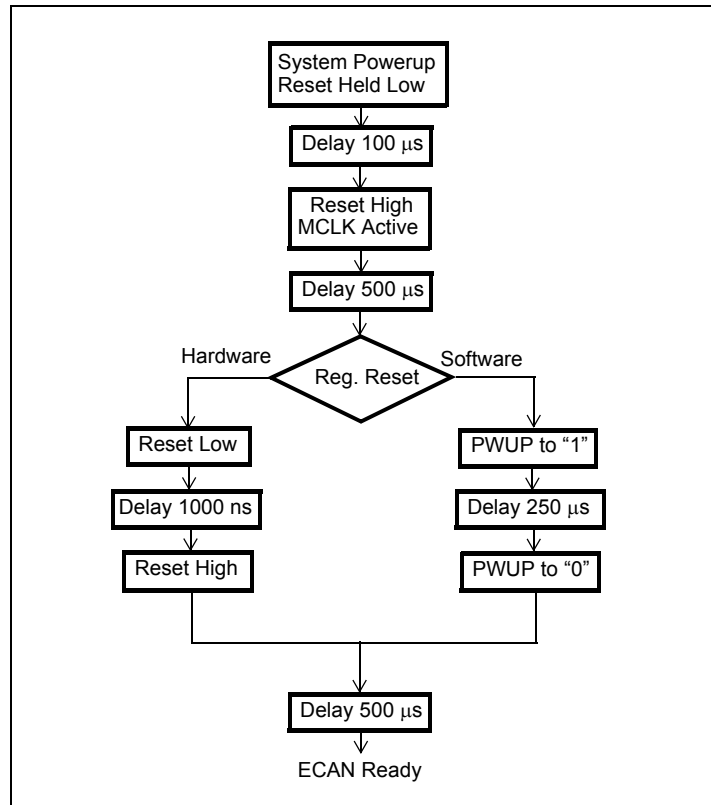 System Powerup
Reset Held Low
Delay 100 μs
Reset High
MCLK Active
Delay 500 μs
Hardware
Software
Reg. Reset
Reset Low
PWUP to “1”
Delay 1000 ns
Delay 250 μs
Reset High
PWUP to “0”
Delay 500 μs
ECAN Ready